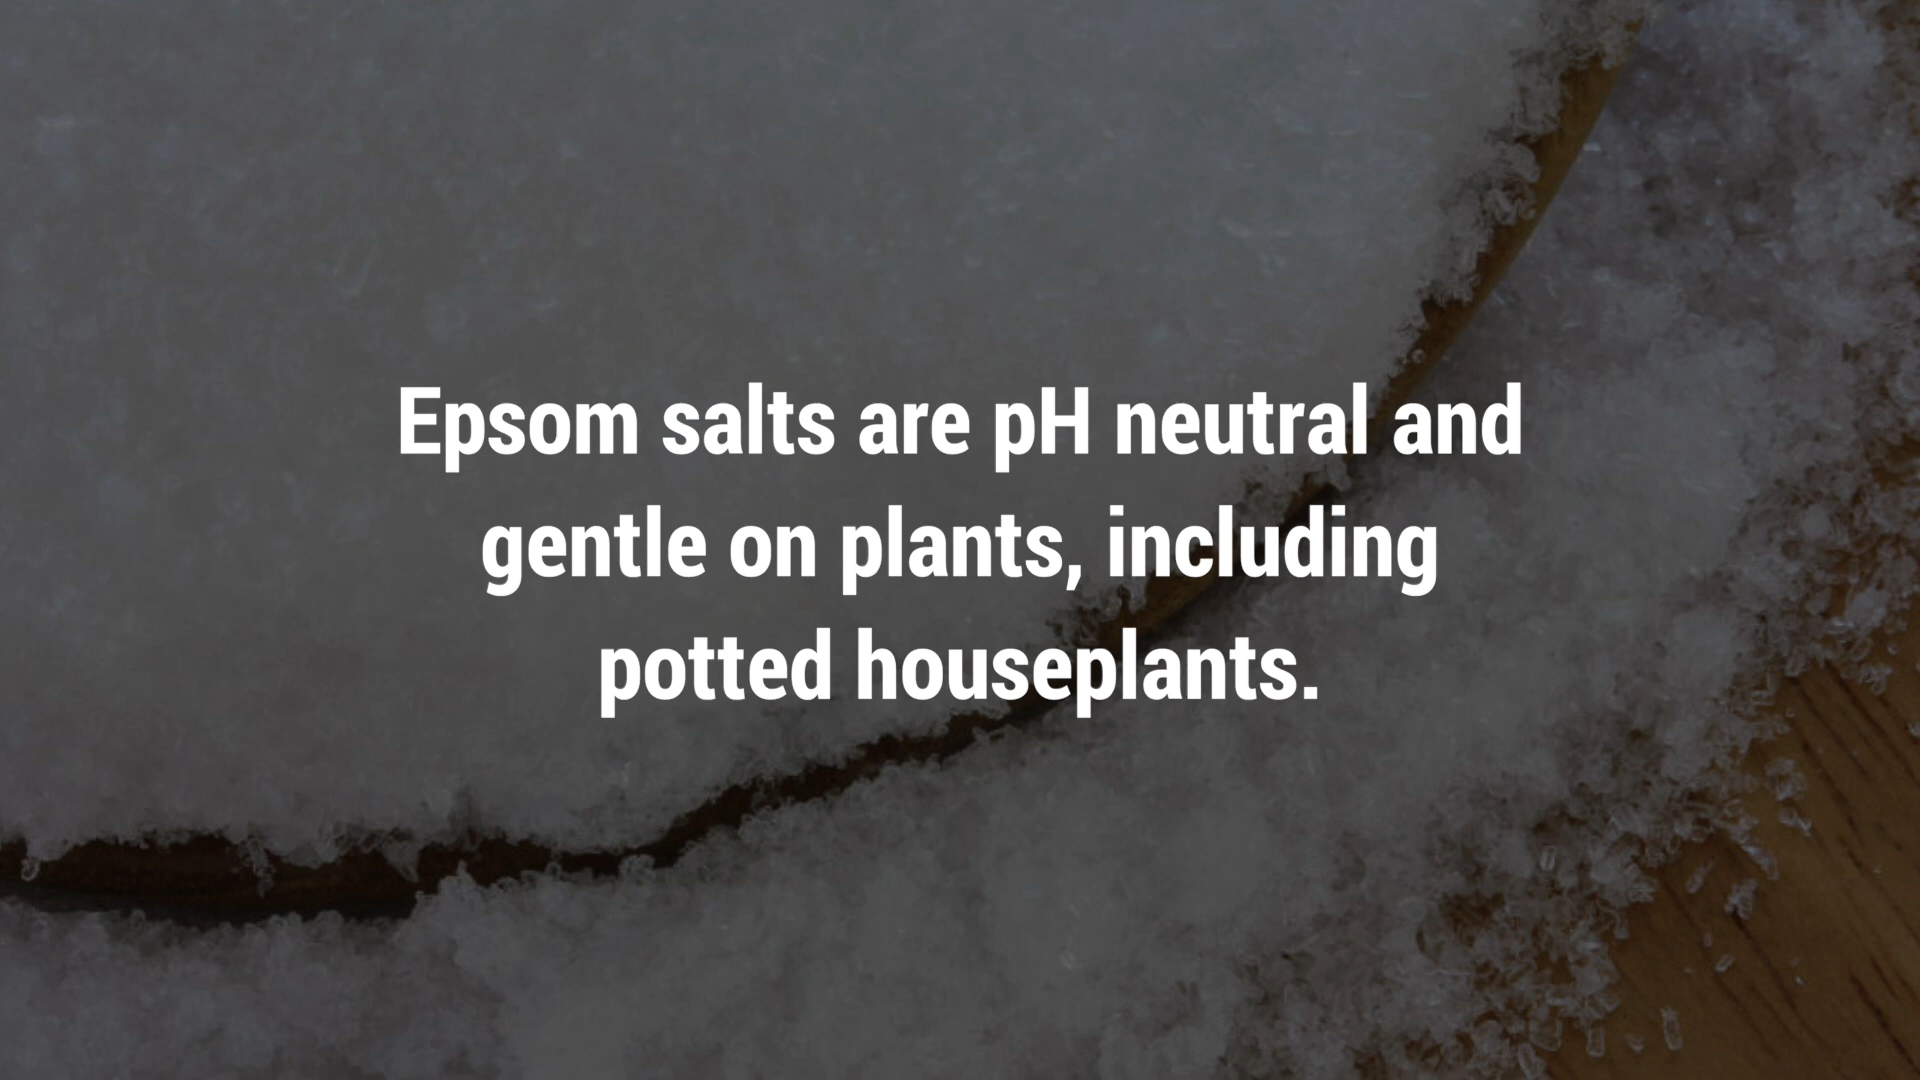 Epsom salts are pH neutral and
gentle on plants, including
potted houseplants.